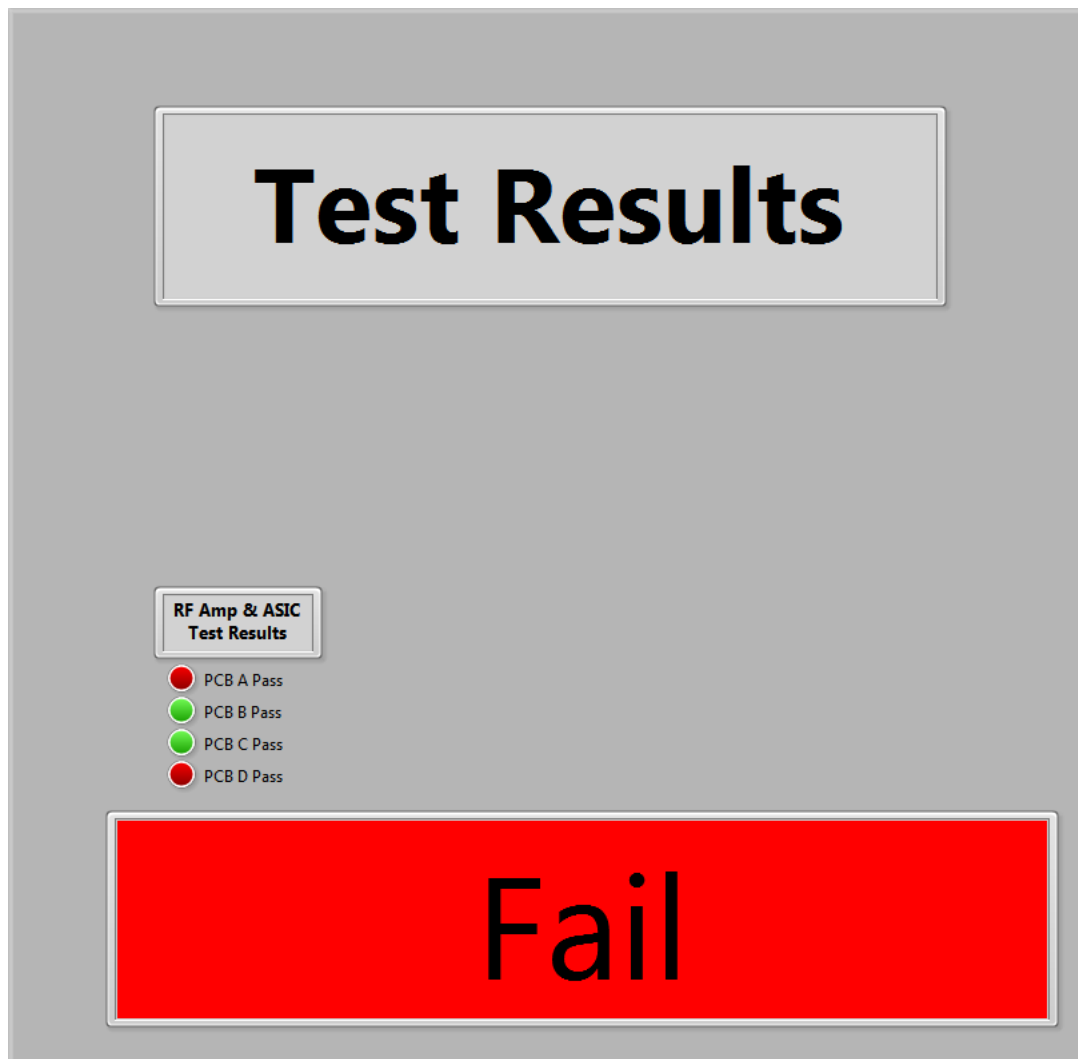 Test Results
RF Amp & ASIC
Test Results
PCB A Pass
PCB B Pass
PCB C Pass
PCB D Pass
Fail